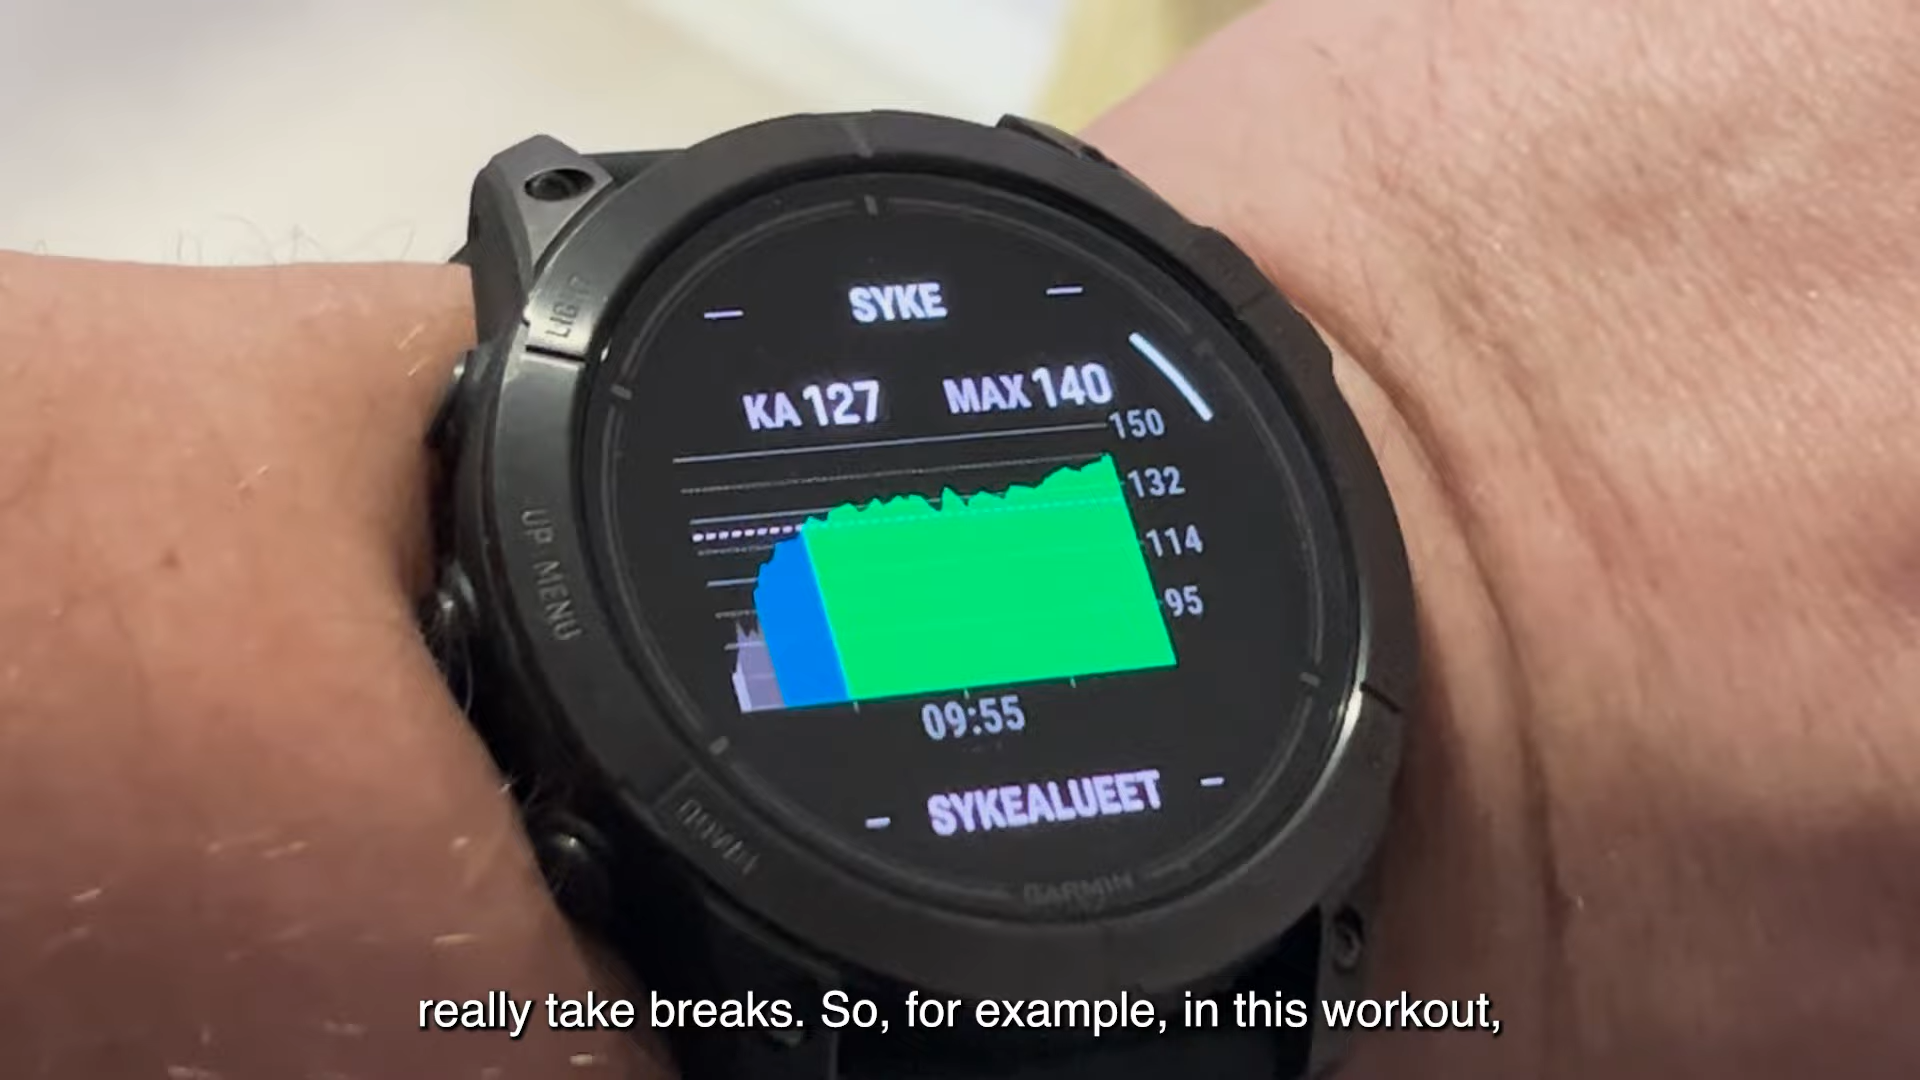 LIGHT
SYKE
KA 127 MAX 140
150
132
114
95
UP·MENU
09:55
SYKEALUEET
DOWN
GARMIN
really take breaks. So, for example, in this workout,